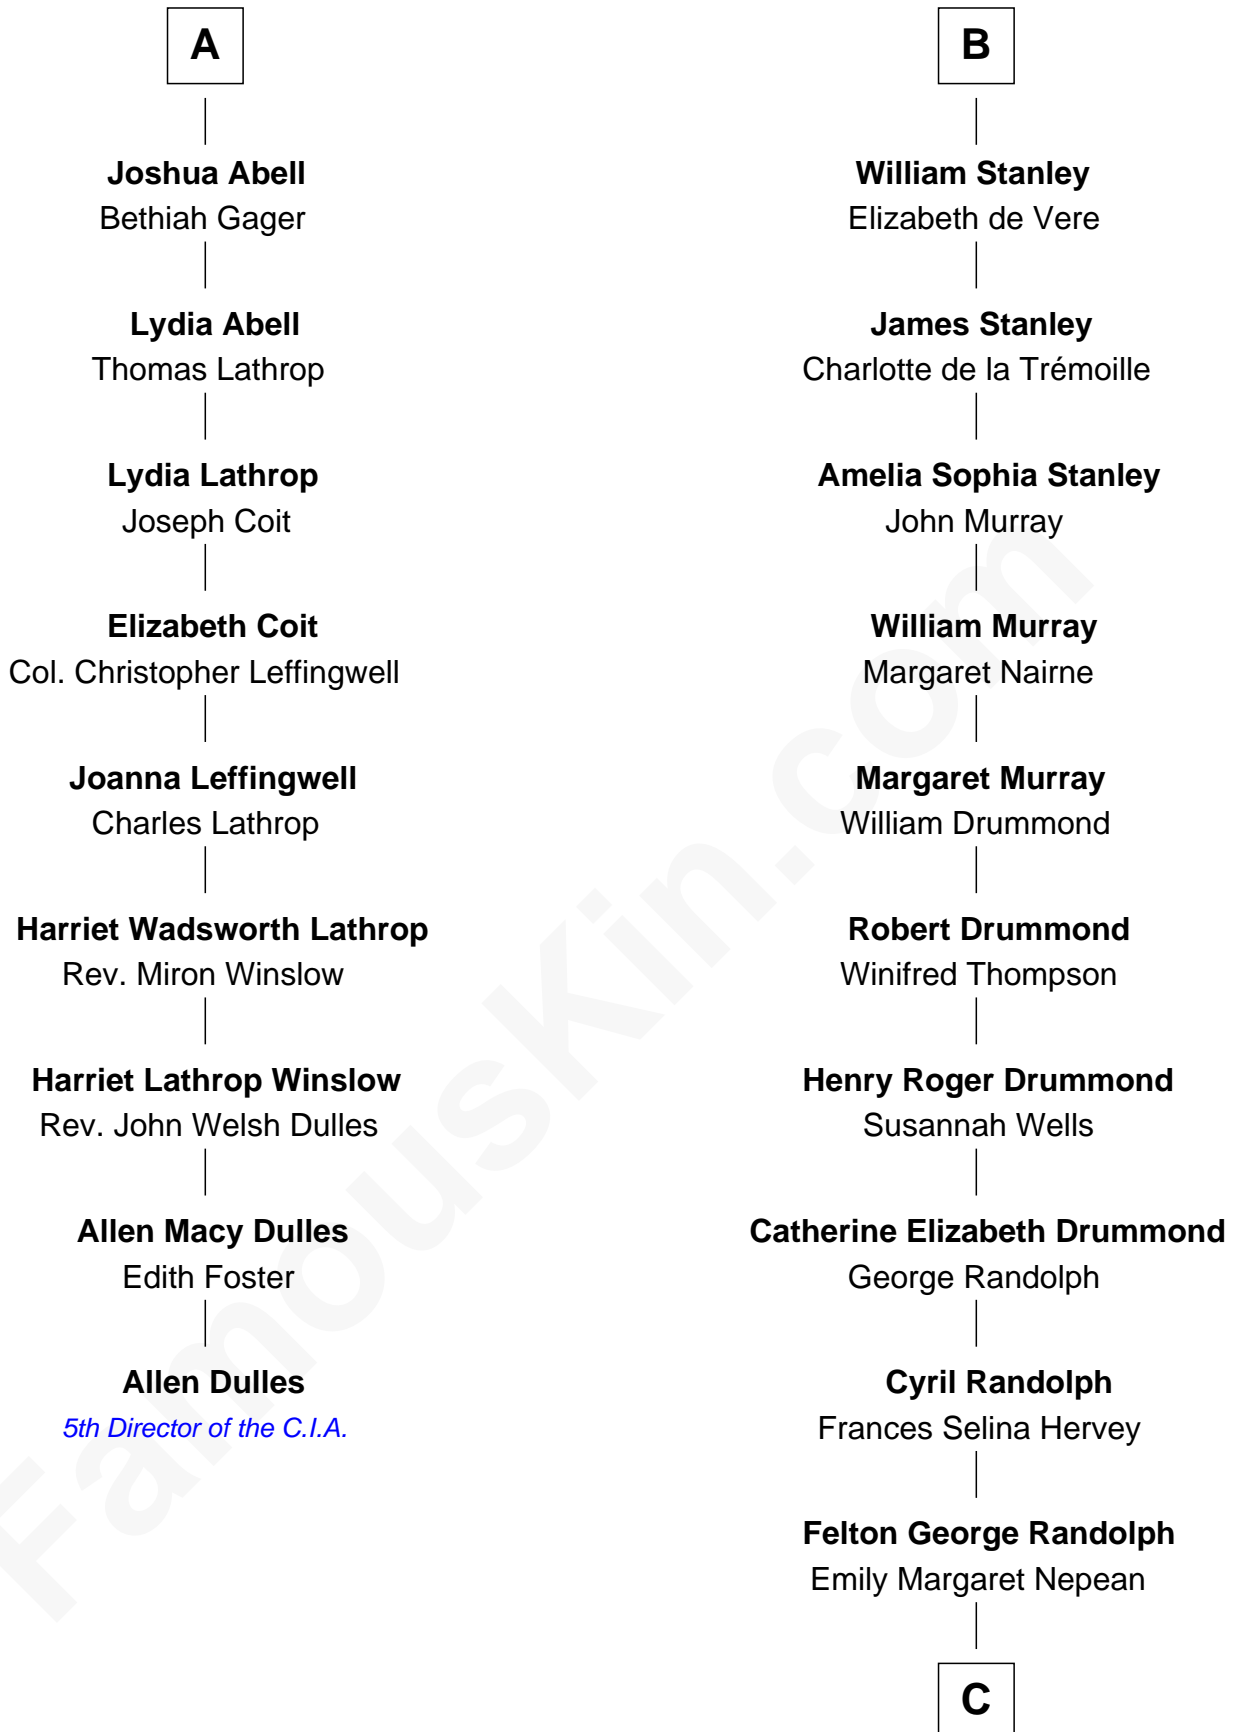 A
Joshua Abell
Bethiah Gager
Lydia Abell
Thomas Lathrop
Lydia Lathrop
Joseph Coit
Elizabeth Coit
Col. Christopher Leffingwell
Joanna Leffingwell
Charles Lathrop
Harriet Wadsworth Lathrop
Rev. Miron Winslow
Harriet Lathrop Winslow
Rev. John Welsh Dulles
Allen Macy Dulles
Edith Foster
Allen Dulles
5th Director of the C.I.A.
B
William Stanley
Elizabeth de Vere
James Stanley
Charlotte de la Trémoille
Amelia Sophia Stanley
John Murray
William Murray
Margaret Nairne
Margaret Murray
William Drummond
Robert Drummond
Winifred Thompson
Henry Roger Drummond
Susannah Wells
Catherine Elizabeth Drummond
George Randolph
Cyril Randolph
Frances Selina Hervey
Felton George Randolph
Emily Margaret Nepean
C
FamousKin.com